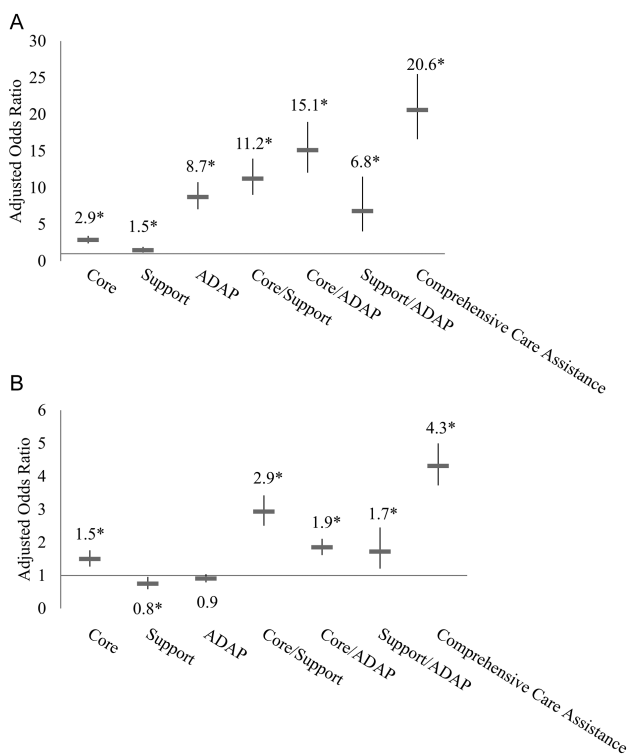 A
Adjusted Odds Ratio
30
25
20
15
10
5
0
2.9*
1.5*
8.7*
11.2*
15.1*
6.8*
20.6*
Core
Support
ADAP
Core/Support
Core/ADAP
Support/ADAP
Comprehensive Care Assistance
B
Adjusted Odds Ratio
6
5
4
3
2
1
0
1.5*
0.8*
0.9
2.9*
1.9*
1.7*
4.3*
Core
Support
ADAP
Core/Support
Core/ADAP
Support/ADAP
Comprehensive Care Assistance